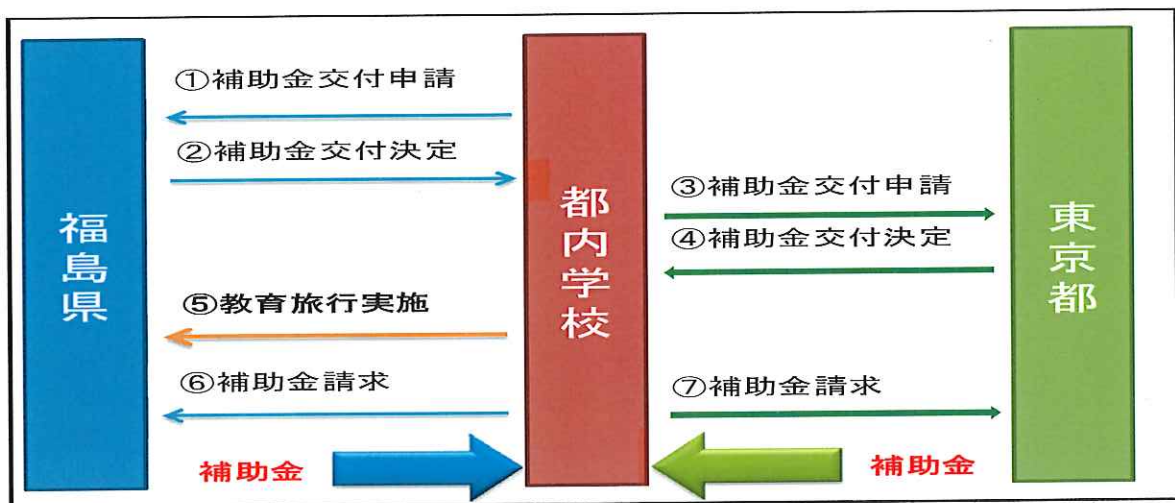 ①補助金交付申請
②補助金交付決定
③補助金交付申請
④補助金交付決定
⑤教育旅行実施
⑥補助金請求
⑦補助金請求
福島県
都内学校
東京都
補助金
補助金